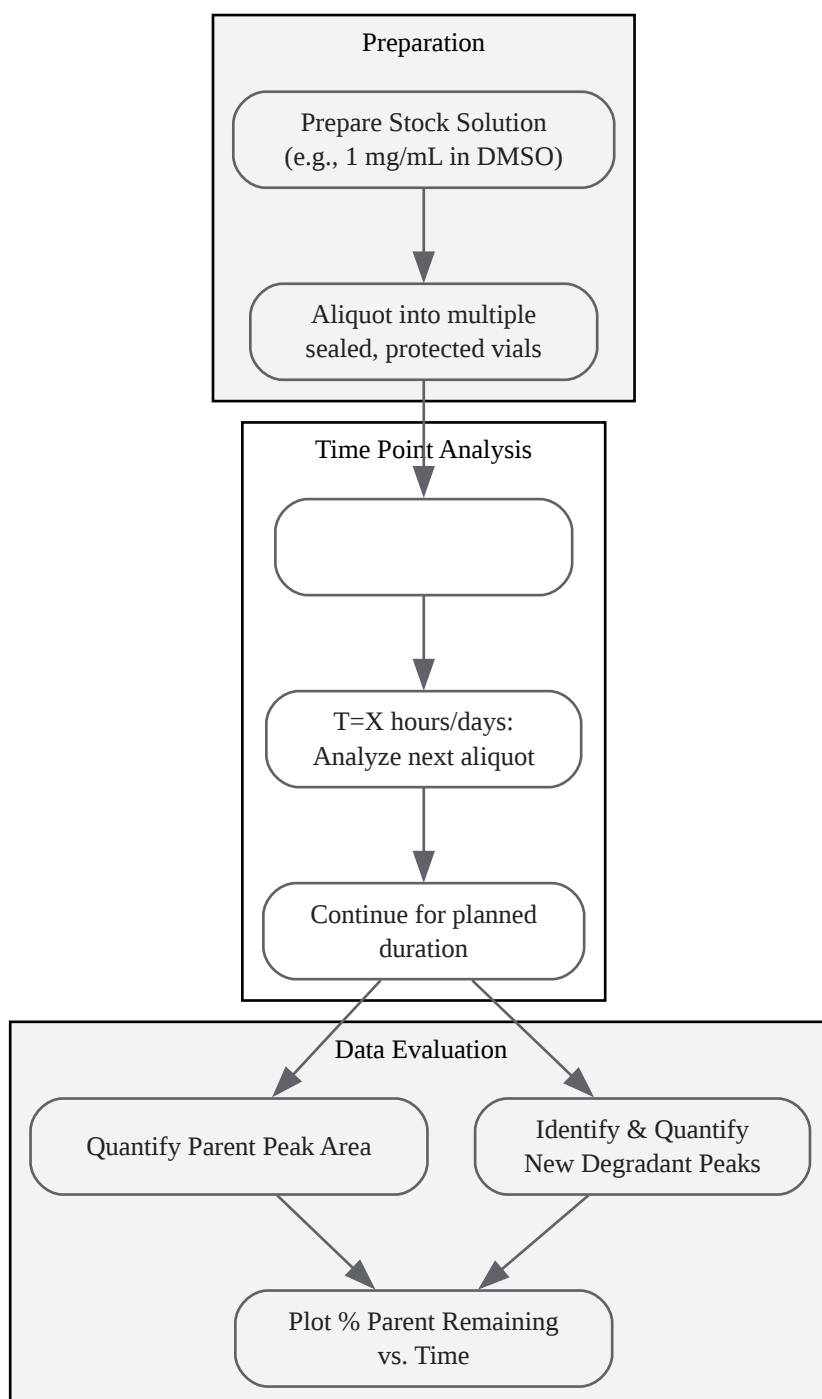 Preparation
Prepare Stock Solution
(e.g., 1 mg/mL in DMSO)
Aliquot into multiple
sealed, protected vials
Time Point Analysis
T=X hours/days:
Analyze next aliquot
Continue for planned
duration
Data Evaluation
Quantify Parent Peak Area
Identify & Quantify
New Degradant Peaks
Plot % Parent Remaining
vs. Time